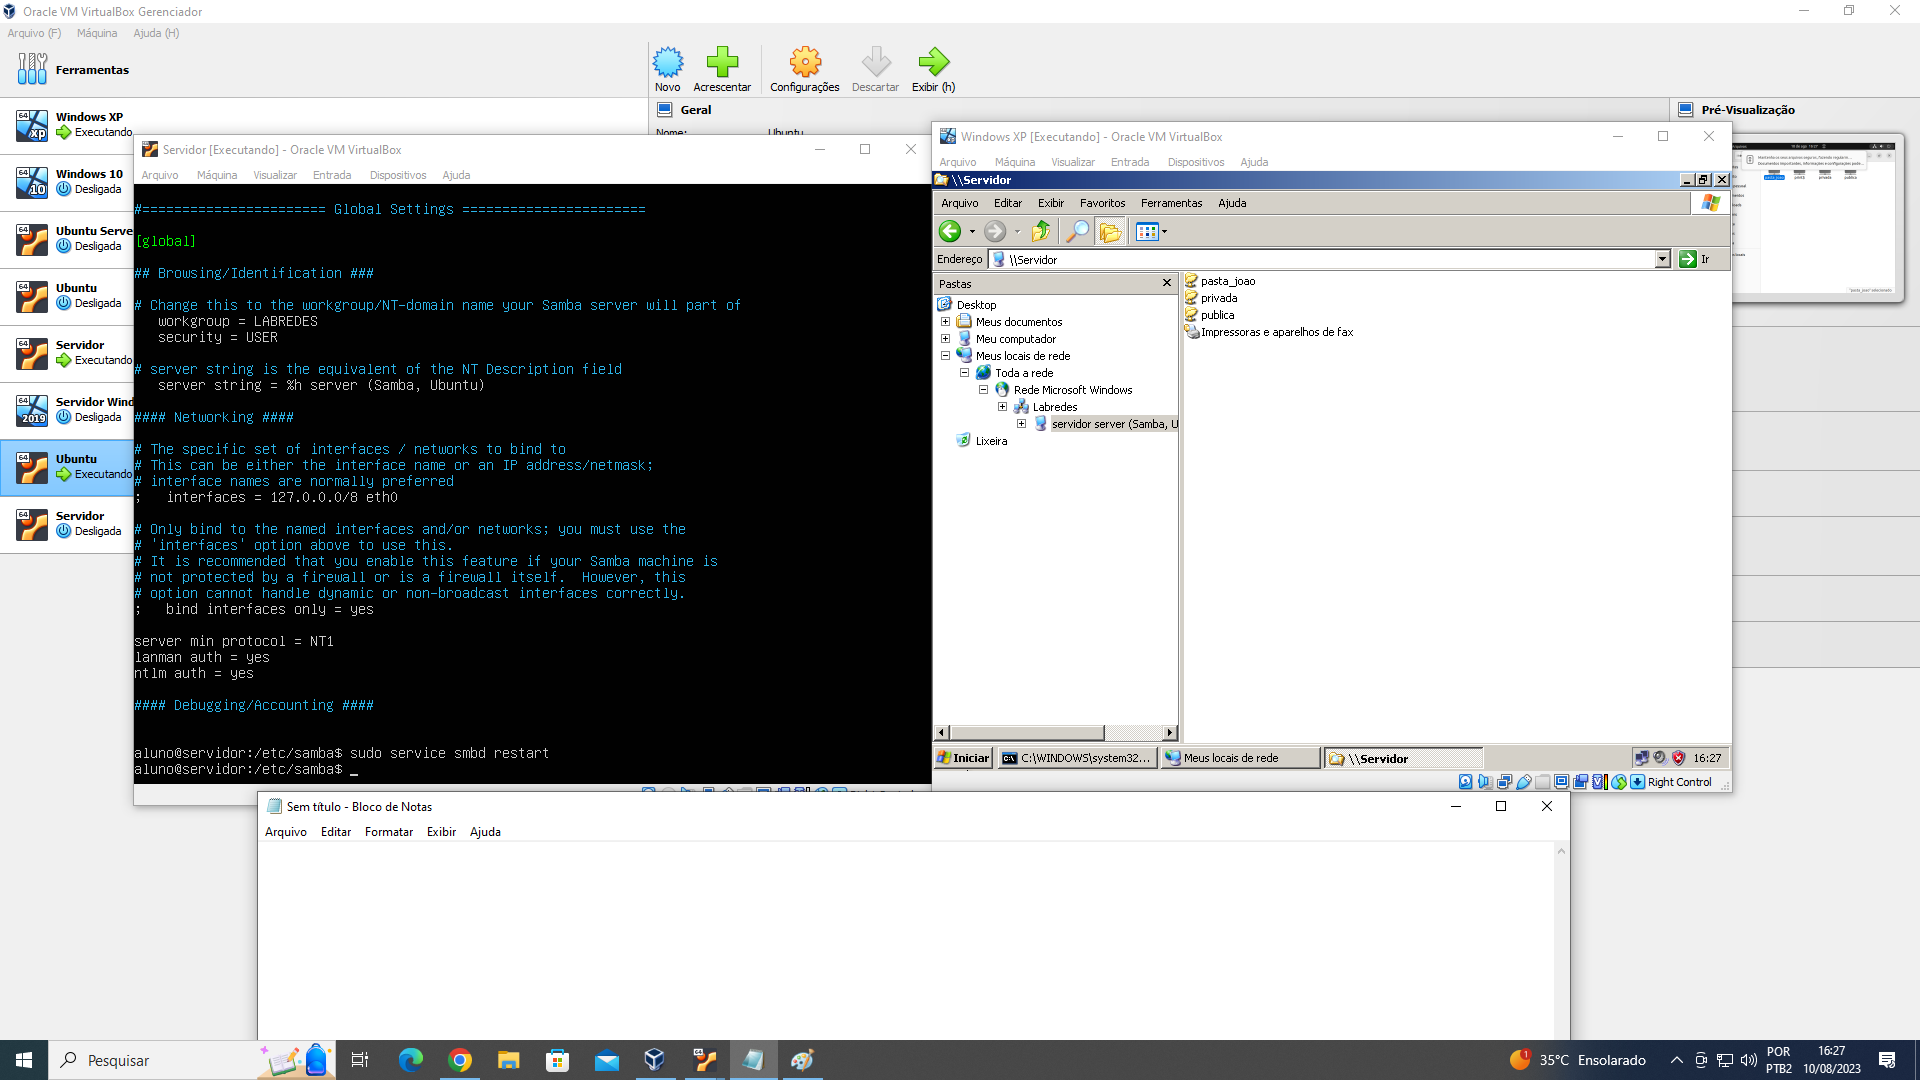 Oracle VM VirtualBox Gerenciador
Arquivo (F) Máquina Ajuda (H)
Ferramentas
Novo Acrescentar Configurações Descartar Exibir (h)
Geral
Nome: Ubuntu
Pré-Visualização
Windows XP
Executando
Windows 10
Desligada
Ubuntu Serve
Desligada
Ubuntu
Desligada
Servidor
Executando
Servidor Wind
Desligada
Ubuntu
Executando
Servidor
Desligada
Servidor [Executando] - Oracle VM VirtualBox
Arquivo Máquina Visualizar Entrada Dispositivos Ajuda
#======================= Global Settings =======================
[global]
## Browsing/Identification ###
# Change this to the workgroup/NT-domain name your Samba server will part of
workgroup = LABREDES
security = USER
# server string is the equivalent of the NT Description field
server string = %h server (Samba, Ubuntu)
#### Networking ####
# The specific set of interfaces / networks to bind to
# This can be either the interface name or an IP address/netmask;
# interface names are normally preferred
; interfaces = 127.0.0.0/8 eth0
# Only bind to the named interfaces and/or networks; you must use the
# 'interfaces' option above to use this.
# It is recommended that you enable this feature if your Samba machine is
# not protected by a firewall or is a firewall itself. However, this
# option cannot handle dynamic or non-broadcast interfaces correctly.
; bind interfaces only = yes
server min protocol = NT1
lanman auth = yes
ntlm auth = yes
#### Debugging/Accounting ####
aluno@servidor:/etc/samba$ sudo service smbd restart
aluno@servidor:/etc/samba$ _
Windows XP [Executando] - Oracle VM VirtualBox
Arquivo Máquina Visualizar Entrada Dispositivos Ajuda
\\Servidor
Arquivo Editar Exibir Favoritos Ferramentas Ajuda
Endereço \\Servidor Ir
Pastas
Desktop
Meus documentos
Meu computador
Meus locais de rede
Toda a rede
Rede Microsoft Windows
Labredes
servidor server (Samba, U
Lixeira
pasta_joao
privada
publica
Impressoras e aparelhos de fax
Iniciar C:\WINDOWS\system32... Meus locais de rede \\Servidor 16:27
Right Control
Sem título - Bloco de Notas
Arquivo Editar Formatar Exibir Ajuda
Pesquisar
35°C Ensolarado
POR
PTB2
16:27
10/08/2023